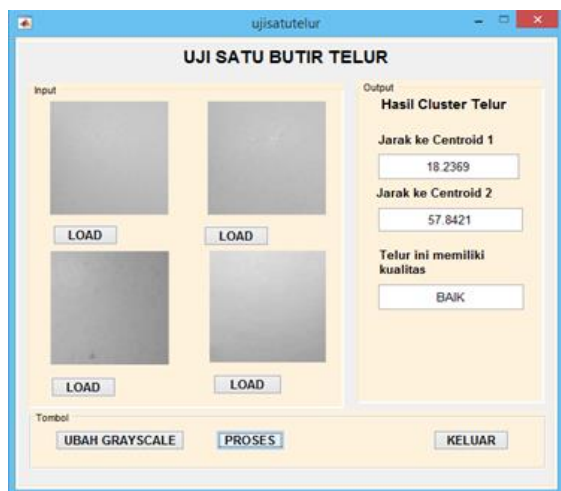 ujisatutelur
UJI SATU BUTIR TELUR
Input
LOAD
LOAD
LOAD
LOAD
Output
Hasil Cluster Telur
Jarak ke Centroid 1
18.2369
Jarak ke Centroid 2
57.8421
Telur ini memiliki
kualitas
BAIK
Tombol
UBAH GRAYSCALE
PROSES
KELUAR